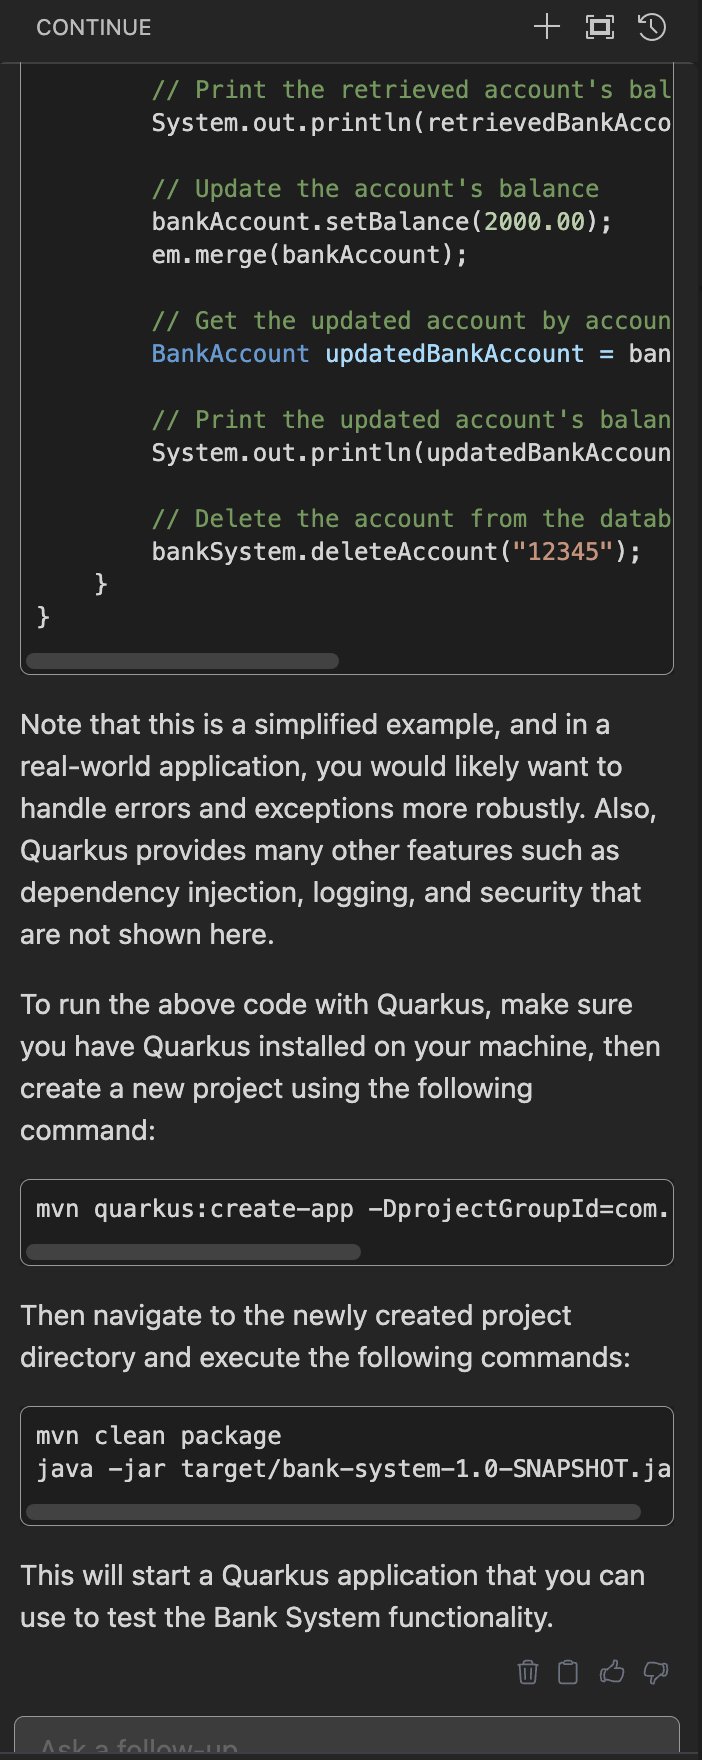 CONTINUE
// Print the retrieved account's bal
System.out.println(retrievedBankAcco
// Update the account's balance
bankAccount.setBalance(2000.00);
em.merge(bankAccount);
// Get the updated account by accoun
BankAccount updatedBankAccount = ban
// Print the updated account's balan
System.out.println(updatedBankAccoun
// Delete the account from the datab
bankSystem.deleteAccount("12345");
}
}
Note that this is a simplified example, and in a
real-world application, you would likely want to
handle errors and exceptions more robustly. Also,
Quarkus provides many other features such as
dependency injection, logging, and security that
are not shown here.
To run the above code with Quarkus, make sure
you have Quarkus installed on your machine, then
create a new project using the following
command:
mvn quarkus:create-app -DprojectGroupId=com.
Then navigate to the newly created project
directory and execute the following commands:
mvn clean package
java -jar target/bank-system-1.0-SNAPSHOT.ja
This will start a Quarkus application that you can
use to test the Bank System functionality.
Ask a follow-up